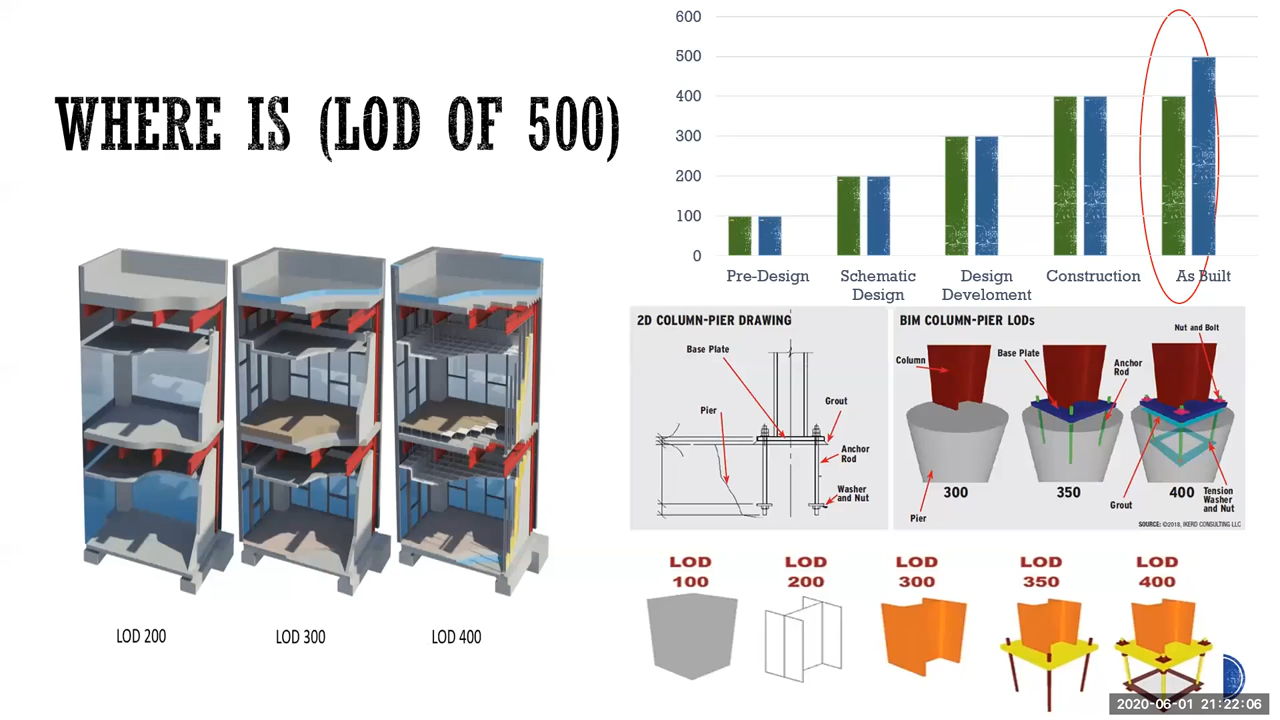 WHERE IS (LOD OF 500)
600
500
400
300
200
100
0
Pre-Design
Schematic
Design
Design
Develoment
Construction
As Built
LOD 200
LOD 300
LOD 400
2D COLUMN-PIER DRAWING
Base Plate
Pier
Grout
Anchor
Rod
Washer
and Nut
BIM COLUMN-PIER LODs
Nut and Bolt
Column
Base Plate
Anchor
Rod
300
350
400
Pier
Grout
Tension
Washer
and Nut
SOURCE: ©2018, IKERD CONSULTING LLC
LOD
100
LOD
200
LOD
300
LOD
350
LOD
400
2020-06-01 21:22:06